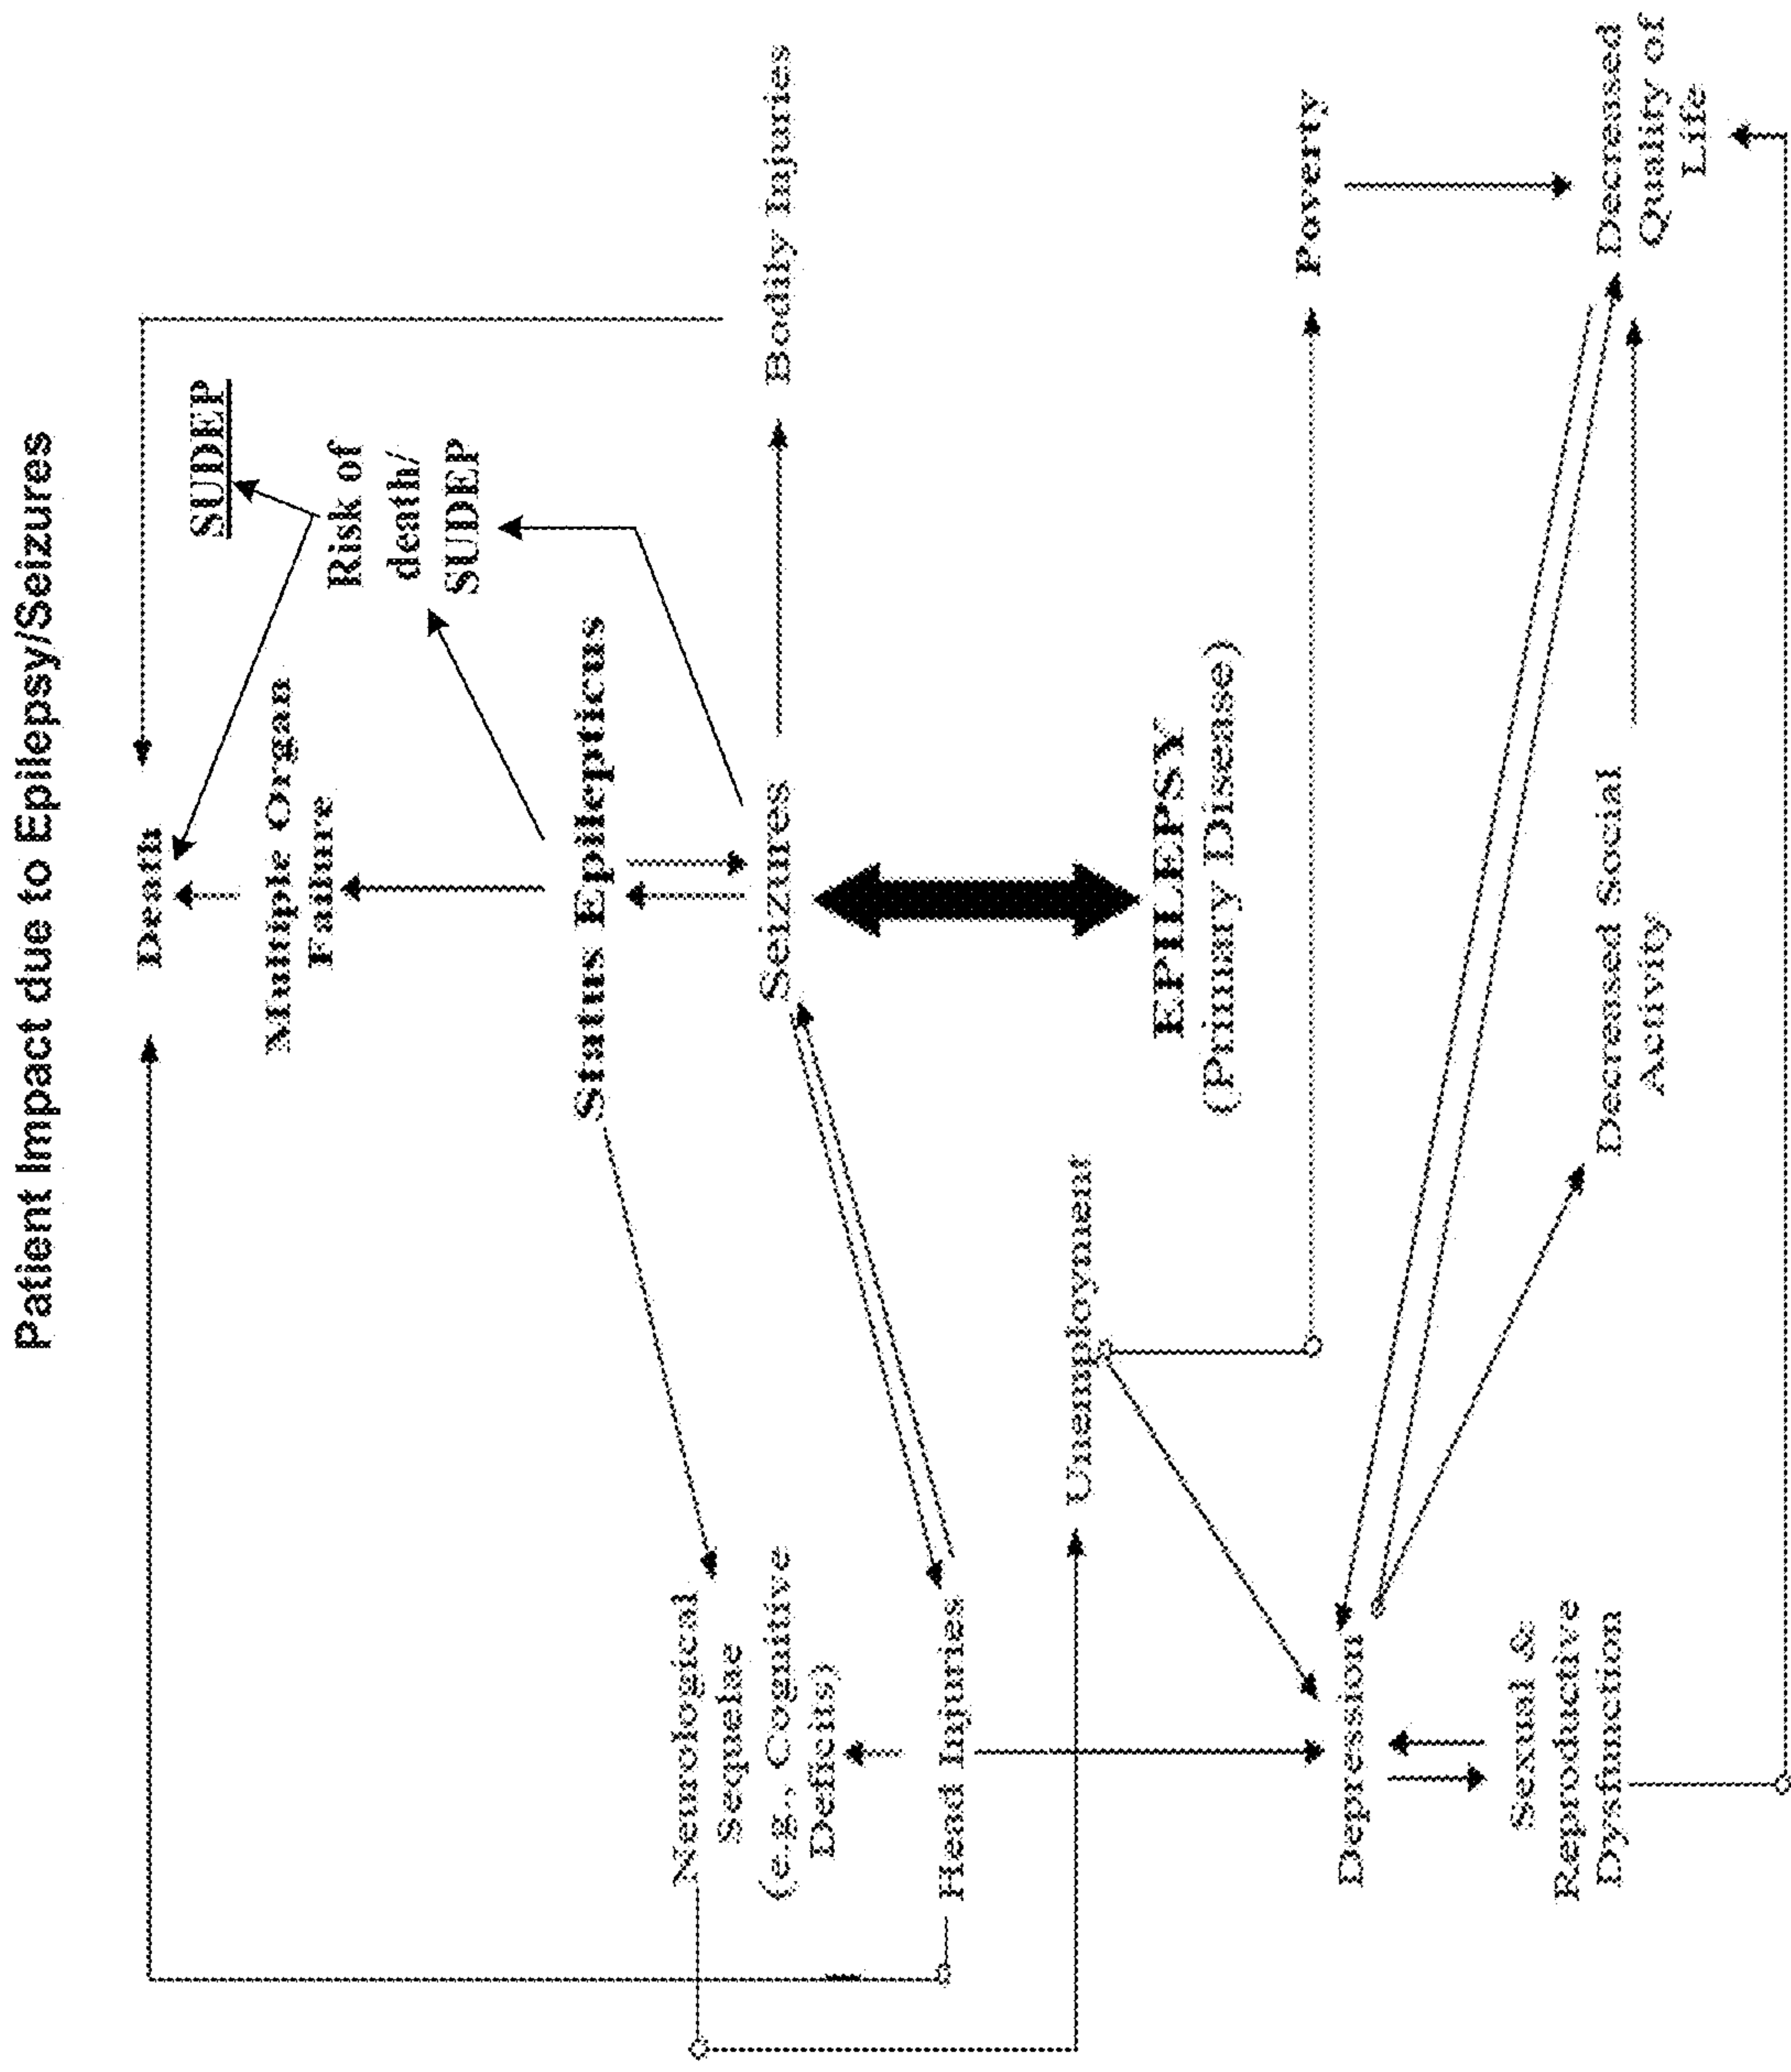 Patient Impact due to Epilepsy/Seizures
Death
SUDEP
Multiple Organ
Failure
Risk of
death/
SUDEP
Status Epilepticus
Neurological
Sequelae
(e.g., Cognitive
Deficits)
Seizures
Bodily Injuries
Head Injuries
Unemployment
EPILEPSY
(Primary Disease)
Poverty
Depression
Sexual &
Reproductive
Dysfunction
Decreased Social
Activity
Decreased
Quality of
Life